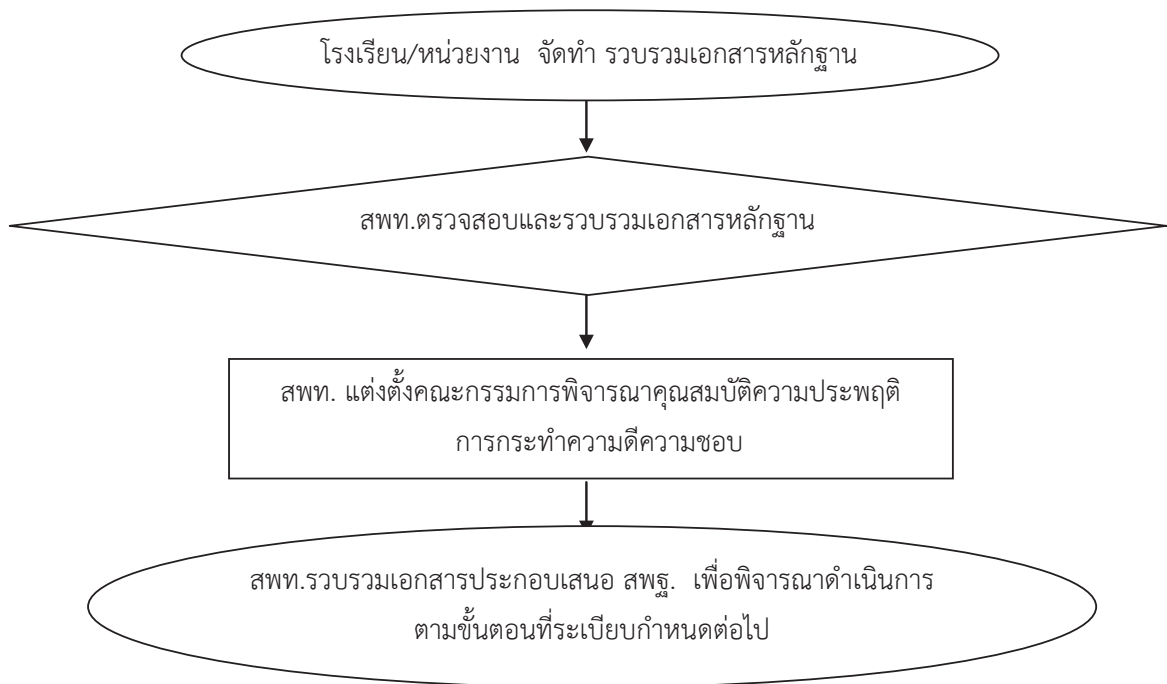 โรงเรียน/หน่วยงาน จัดทำ รวบรวมเอกสารหลักฐาน
สพท.ตรวจสอบและรวบรวมเอกสารหลักฐาน
สพท. แต่งตั้งคณะกรรมการพิจารณาคุณสมบัติความประพฤติ
การกระทำความดีความชอบ
สพท.รวบรวมเอกสารประกอบเสนอ สพฐ. เพื่อพิจารณาดำเนินการ
ตามขั้นตอนที่ระเบียบกำหนดต่อไป